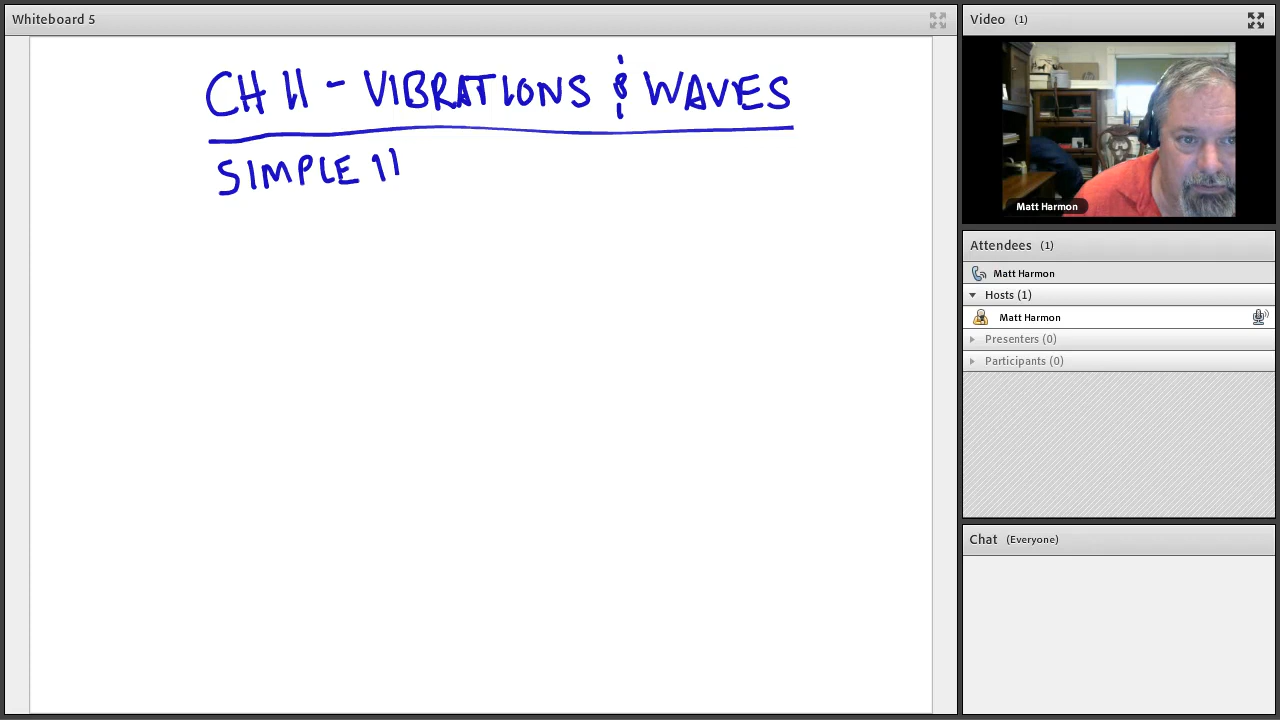 Whiteboard 5
CH 11 - VIBRATIONS & WAVES
SIMPLE
Video (1)
Matt Harmon
Attendees (1)
Matt Harmon
Hosts (1)
Matt Harmon
Presenters (0)
Participants (0)
Chat (Everyone)